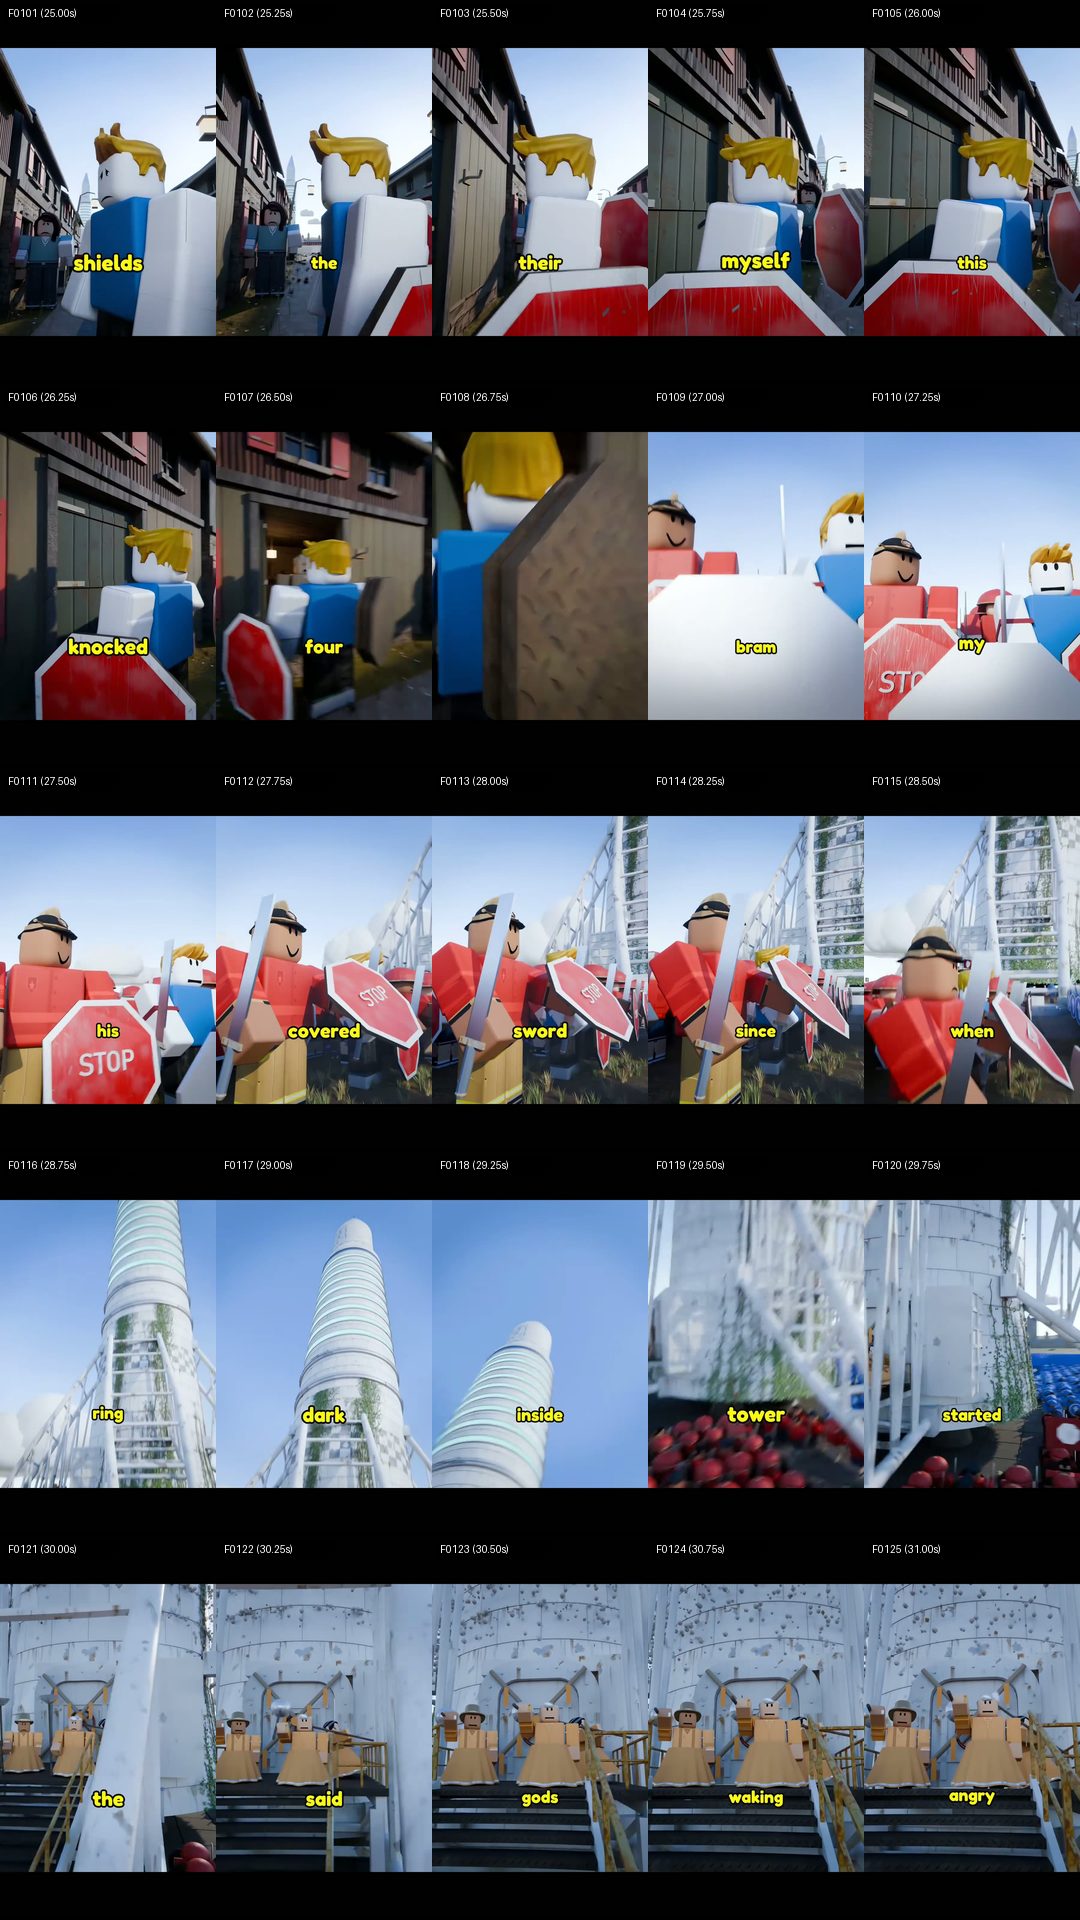 F0101 (25.00s)
F0102 (25.25s)
F0103 (25.50s)
F0104 (25.75s)
F0105 (26.00s)
shields
the
their
myself
this
F0106 (26.25s)
F0107 (26.50s)
F0108 (26.75s)
F0109 (27.00s)
F0110 (27.25s)
knocked
four
bram
my
STO
F0111 (27.50s)
F0112 (27.75s)
F0113 (28.00s)
F0114 (28.25s)
F0115 (28.50s)
STOP
STOP
STOP
his
STOP
covered
sword
since
when
F0116 (28.75s)
F0117 (29.00s)
F0118 (29.25s)
F0119 (29.50s)
F0120 (29.75s)
ring
dark
inside
tower
started
F0121 (30.00s)
F0122 (30.25s)
F0123 (30.50s)
F0124 (30.75s)
F0125 (31.00s)
the
said
gods
waking
angry